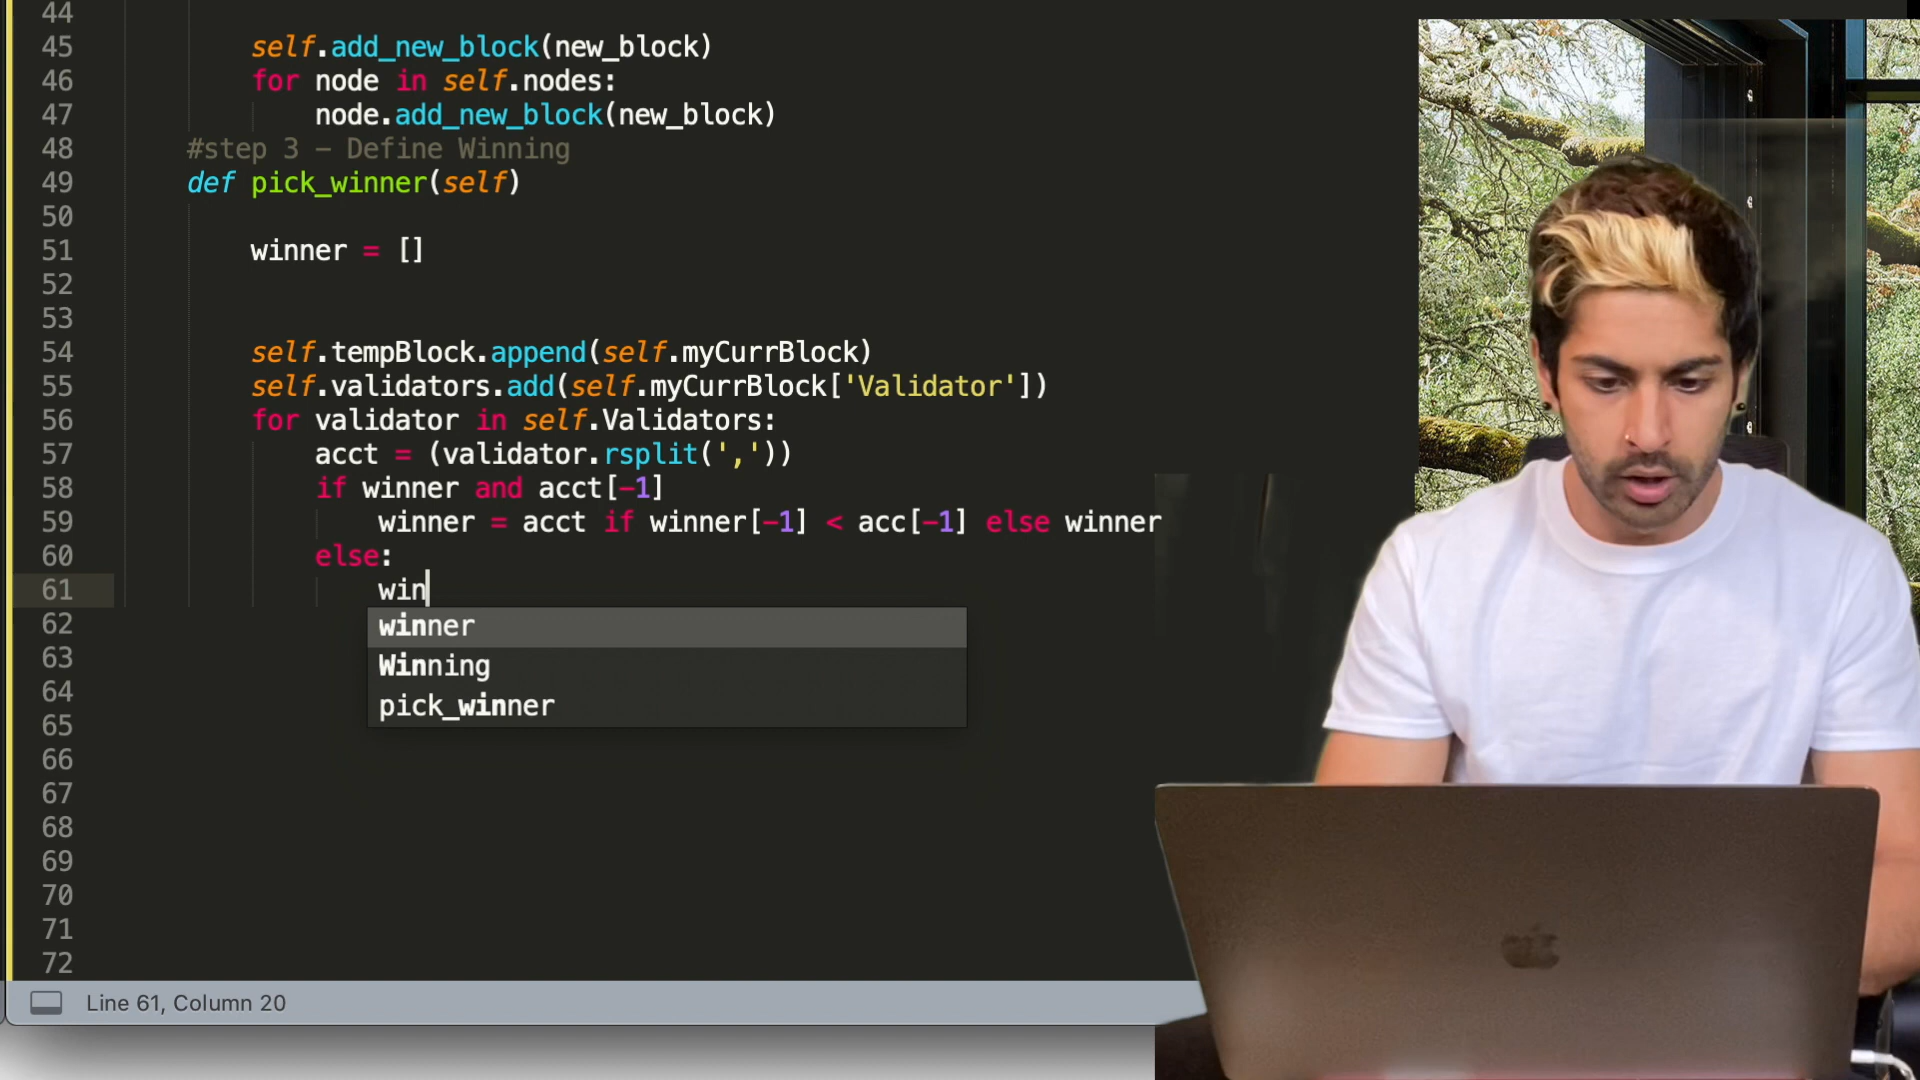 44
45 self.add_new_block(new_block)
46 for node in self.nodes:
47 node.add_new_block(new_block)
48 #step 3 – Define Winning
49 def pick_winner(self)
50
51 winner = []
52
53
54 self.tempBlock.append(self.myCurrBlock)
55 self.validators.add(self.myCurrBlock['Validator'])
56 for validator in self.Validators:
57 acct = (validator.rsplit(','))
58 if winner and acct[-1]
59 winner = acct if winner[-1] < acc[-1] else winner
60 else:
61 win
62 winner
63 Winning
64 pick_winner
65
66
67
68
69
70
71
72
Line 61, Column 20